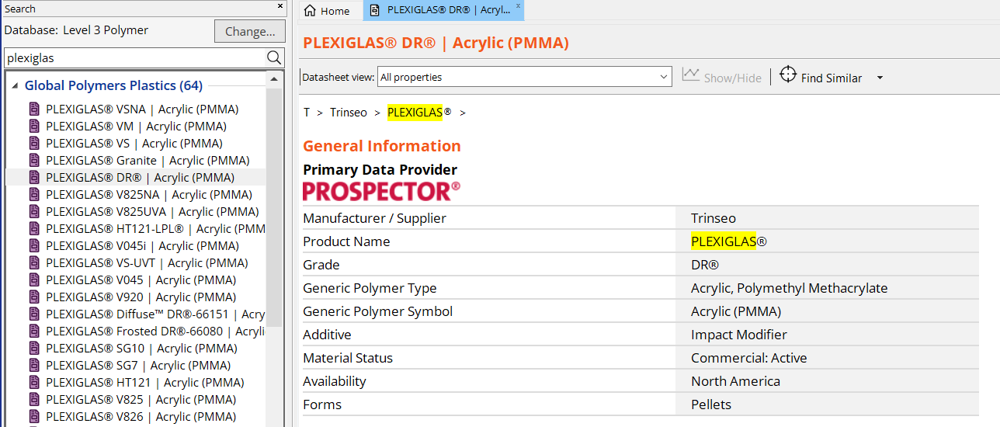 Search ×
Database: Level 3 Polymer Change...
plexiglas
Global Polymers Plastics (64)
PLEXIGLAS® VSNA | Acrylic (PMMA)
PLEXIGLAS® VM | Acrylic (PMMA)
PLEXIGLAS® VS | Acrylic (PMMA)
PLEXIGLAS® Granite | Acrylic (PMMA)
PLEXIGLAS® DR® | Acrylic (PMMA)
PLEXIGLAS® V825NA | Acrylic (PMMA)
PLEXIGLAS® V825UVA | Acrylic (PMMA)
PLEXIGLAS® HT121-LPL® | Acrylic (PMM
PLEXIGLAS® V045i | Acrylic (PMMA)
PLEXIGLAS® VS-UVT | Acrylic (PMMA)
PLEXIGLAS® V045 | Acrylic (PMMA)
PLEXIGLAS® V920 | Acrylic (PMMA)
PLEXIGLAS® Diffuse™ DR®-66151 | Acry
PLEXIGLAS® Frosted DR®-66080 | Acryli
PLEXIGLAS® SG10 | Acrylic (PMMA)
PLEXIGLAS® SG7 | Acrylic (PMMA)
PLEXIGLAS® HT121 | Acrylic (PMMA)
PLEXIGLAS® V825 | Acrylic (PMMA)
PLEXIGLAS® V826 | Acrylic (PMMA)
Home PLEXIGLAS® DR® | Acryl... ×
PLEXIGLAS® DR® | Acrylic (PMMA)
Datasheet view: All properties Show/Hide Find Similar
T > Trinseo > PLEXIGLAS® >
General Information
Primary Data Provider
PROSPECTOR®
Manufacturer / Supplier Trinseo
Product Name PLEXIGLAS®
Grade DR®
Generic Polymer Type Acrylic, Polymethyl Methacrylate
Generic Polymer Symbol Acrylic (PMMA)
Additive Impact Modifier
Material Status Commercial: Active
Availability North America
Forms Pellets